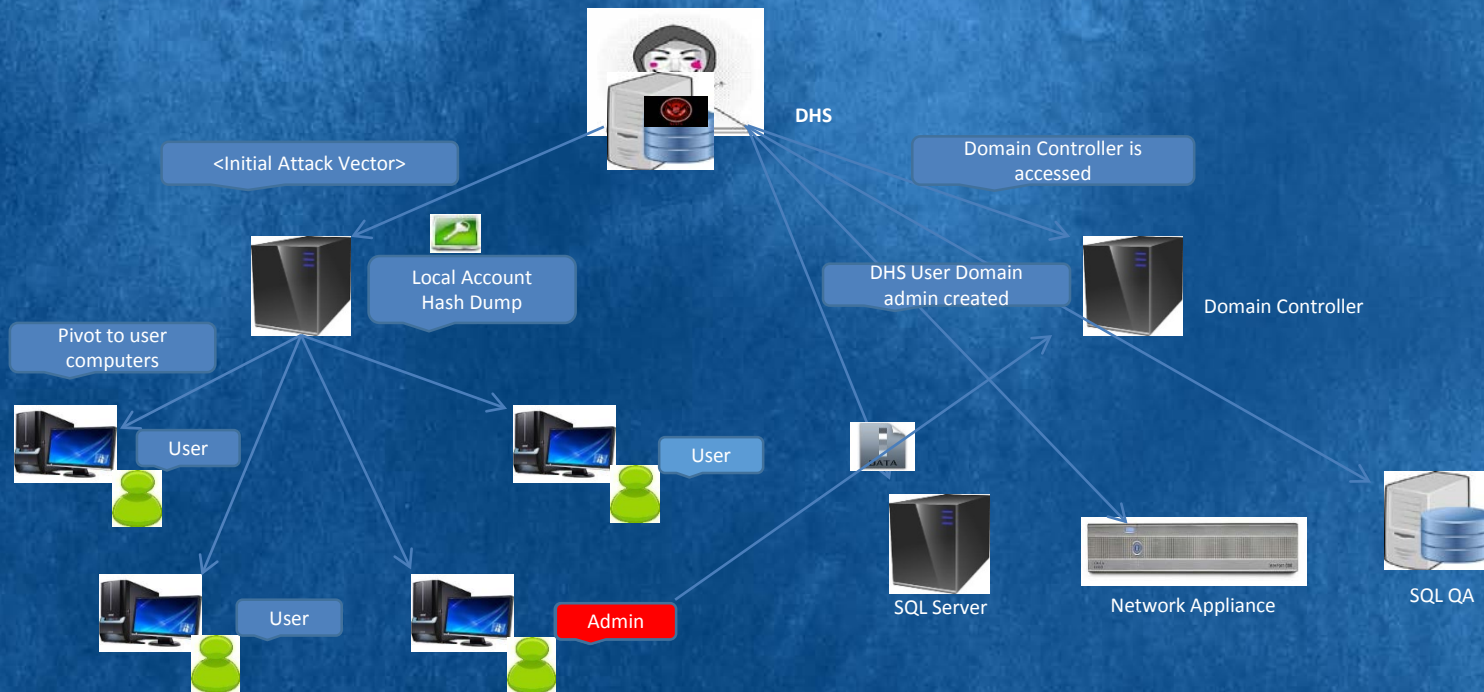 DHS
<Initial Attack Vector>
Domain Controller is
accessed
Local Account
Hash Dump
DHS User Domain
admin created
Domain Controller
Pivot to user
computers
User
User
DATA
User
Admin
SQL Server
Network Appliance
SQL QA